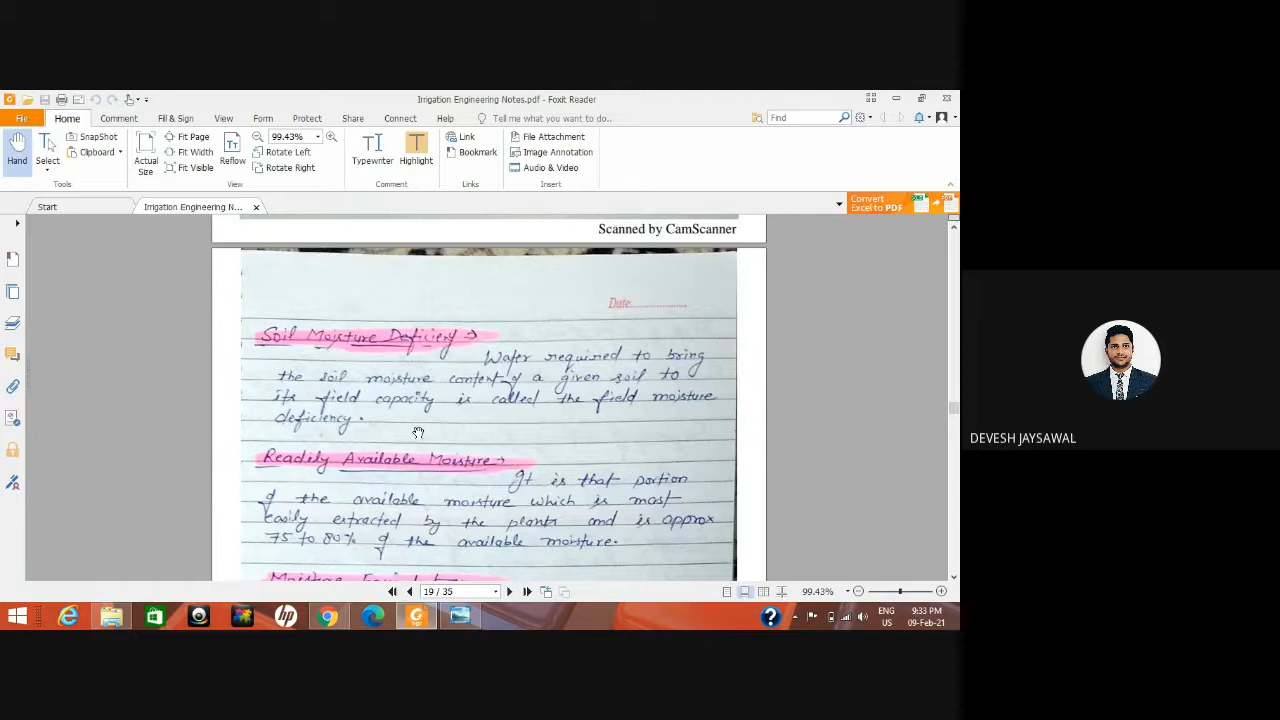 Irrigation Engineering Notes.pdf - Foxit Reader
File Home Comment Fill & Sign View Form Protect Share Connect Help Tell me what you want to do.. Find
Hand
Select
SnapShot
Clipboard
Tools
Actual
Size
Fit Page
Fit Width
Fit Visible
Reflow
99.43%
Rotate Left
Rotate Right
View
Typewriter
Highlight
Comment
Link
Bookmark
Links
File Attachment
Image Annotation
Audio & Video
Insert
Start
Irrigation Engineering N...
Convert
Excel to PDF
Scanned by CamScanner
Date
Soil Moisture Deficiency →
Water required to bring
the soil moisture content of a given soil to
its field capacity is called the field moisture
deficiency.
Readily Available Moisture →
It is that portion
of the available moisture which is most
easily extracted by the plants and is approx
75 to 80% of the available moisture.
19 / 35
99.43%
ENG
US
9:33 PM
09-Feb-21
DEVESH JAYSAWAL